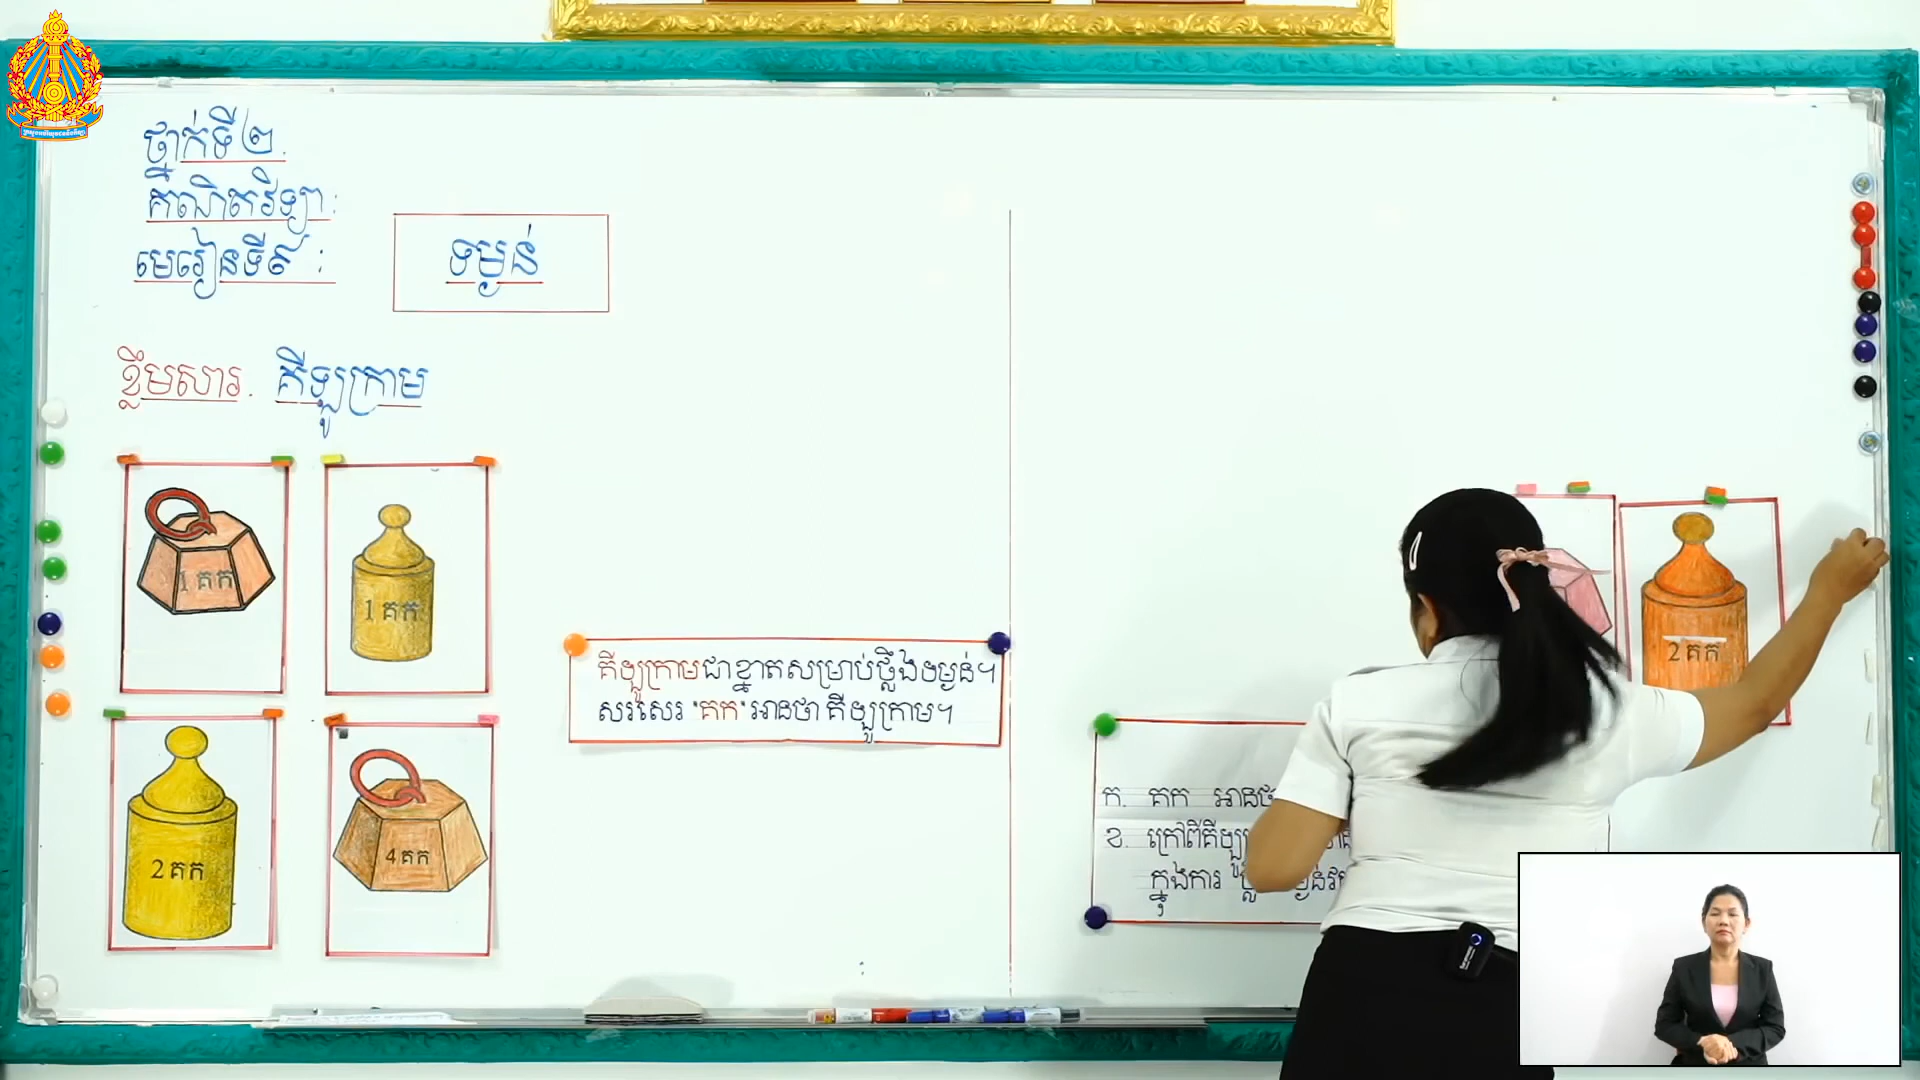 ថ្នាក់ទី២.
គណិតវិទ្យា:
មេរៀនទី៩ :
ទម្ងន់
ខ្លឹមសារ. គីឡូក្រាម
1 គក
1 គក
2 គក
4 គក
គីឡូក្រាមជាខ្នាតសម្រាប់ថ្លឹងទម្ងន់។
សរសេរ "គក" អានថា គីឡូក្រាម។
2 គក
ក. គក អានថា
ខ. ក្រៅពីគីឡូ
ក្នុងការ ថ្លឹងទម្ងន់